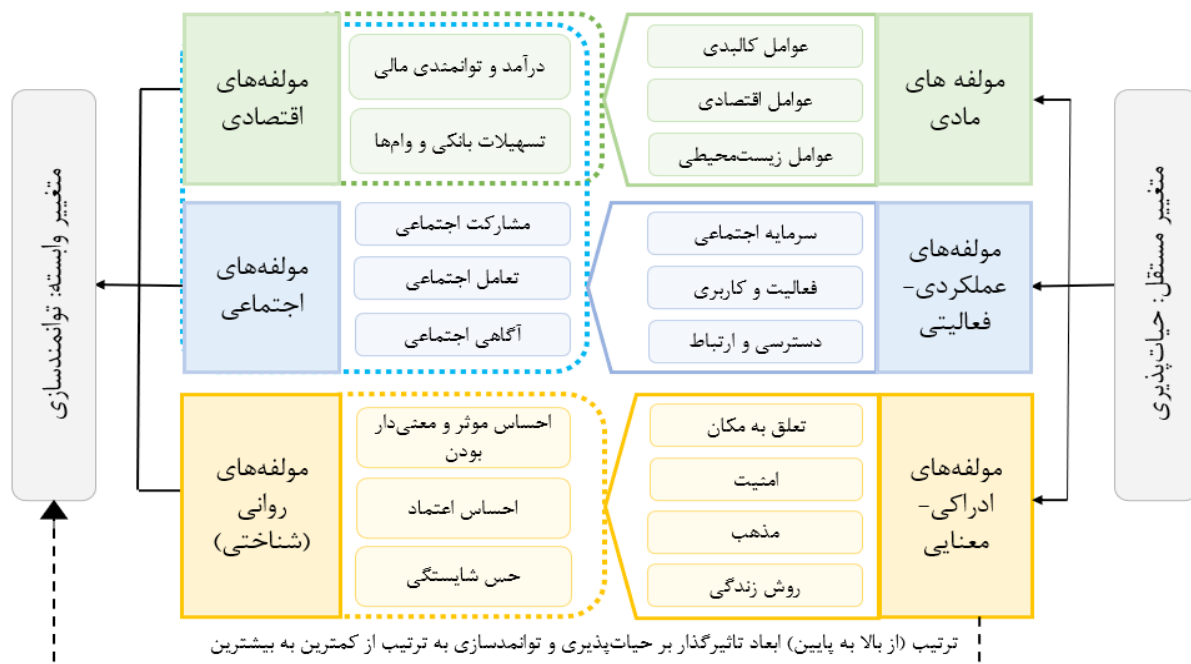 متغییر مستقل: حیات‌پذیری
مولفه های
مادی
عوامل کالبدی
عوامل اقتصادی
عوامل زیست‌محیطی
درآمد و توانمندی مالی
تسهیلات بانکی و وام‌ها
مولفه‌های
اقتصادی
مولفه‌های
عملکردی-
فعالیتی
سرمایه اجتماعی
فعالیت و کاربری
دسترسی و ارتباط
مشارکت اجتماعی
تعامل اجتماعی
آگاهی اجتماعی
مولفه‌های
اجتماعی
مولفه‌های
ادراکی-
معنایی
تعلق به مکان
امنیت
مذهب
روش زندگی
احساس موثر و معنی‌دار
بودن
احساس اعتماد
حس شایستگی
مولفه‌های
روانی
(شناختی)
متغییر وابسته: توانمندسازی
ترتیب (از بالا به پایین) ابعاد تاثیرگذار بر حیات‌پذیری و توانمدسازی به ترتیب از کمترین به بیشترین